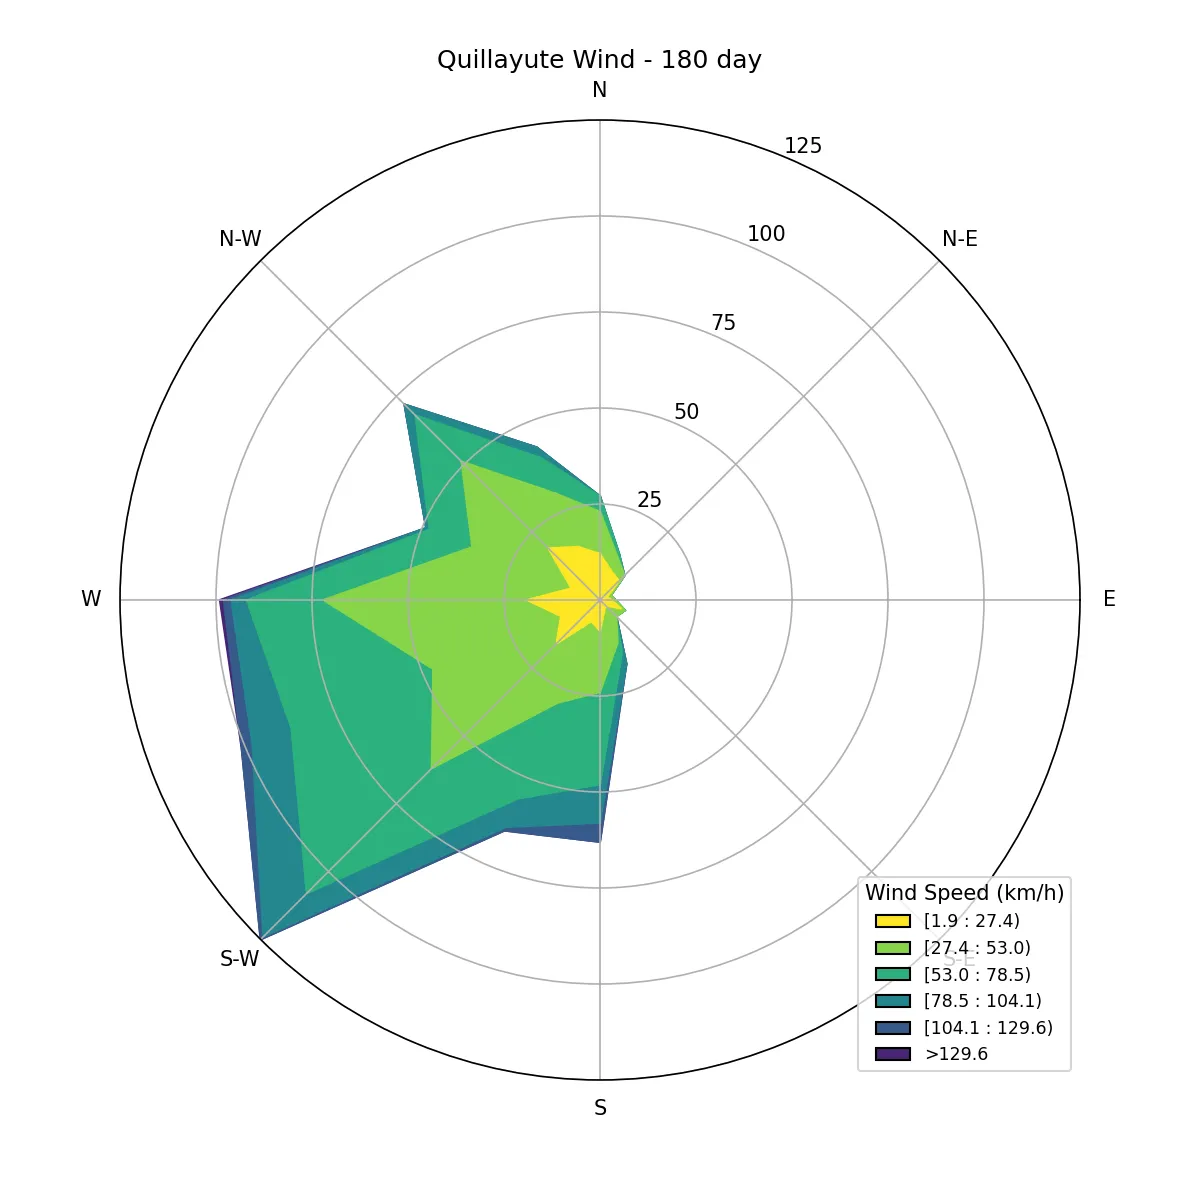 Quillayute Wind - 180 day
N
125
N-W
100
N-E
75
50
25
W
E
S-W
S-E
S
Wind Speed (km/h)
[1.9 : 27.4)
[27.4 : 53.0)
[53.0 : 78.5)
[78.5 : 104.1)
[104.1 : 129.6)
>129.6